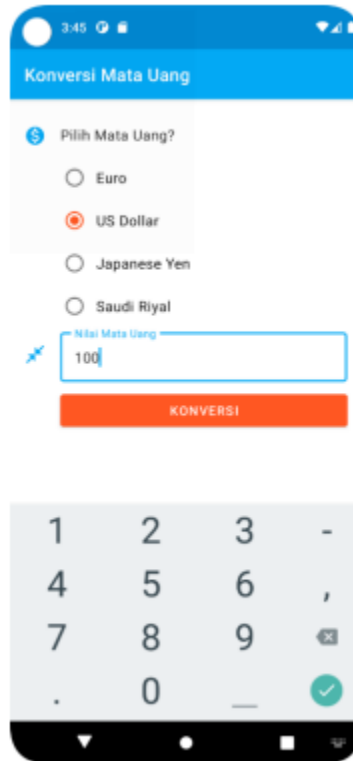 3:45
Konversi Mata Uang
Pilih Mata Uang?
Euro
US Dollar
Japanese Yen
Saudi Riyal
Nilai Mata Uang
100
KONVERSI
1 2 3 -
4 5 6 ,
7 8 9
. 0 _